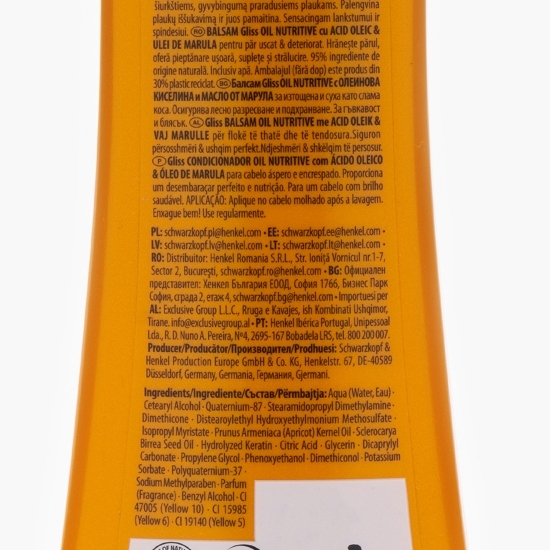 šiurkštiems, gyvybingumą praradusiems plaukams. Palengvina
plaukų iššukavimą ir juos pamaitina. Sensacingam lankstumui ir
spindesiui. RO BALSAM Gliss OIL NUTRITIVE cu ACID OLEIC &
ULEI DE MARULA pentru păr uscat & deteriorat. Hrănește părul,
oferă pieptănare ușoară, suplețe și strălucire. 95% ingrediente de
origine naturală. Inclusiv apă. Ambalajul (fără dop) este produs din
30% plastic reciclat. BG Балсам Gliss OIL NUTRITIVE с ОЛЕИНОВА
КИСЕЛИНА и МАСЛО ОТ МАРУЛА за изтощена и суха като слама
коса. Осигурява лесно разресване и подхранване. За гъвкавост
и блясък. AL Gliss BALSAM OIL NUTRITIVE me ACID OLEIK &
VAJ MARULLE për flokë të thatë dhe të tendosura.Siguron
përsosshmëri & ushqim perfekt.Ndjeshmëri & shkëlqim të persosur.
P Gliss CONDICIONADOR OIL NUTRITIVE com ÁCIDO OLEICO
& ÓLEO DE MARULA para cabelo áspero e encrespado. Proporciona
um desembaraçar perfeito e nutrição. Para um cabelo com brilho
saudável. APLICAÇÃO: Aplique no cabelo molhado após a lavagem.
Enxague bem! Use regularmente.
PL: schwarzkopf.pl@henkel.com • EE: schwarzkopf.ee@henkel.com •
LV: schwarzkopf.lv@henkel.com • LT: schwarzkopf.lt@henkel.com •
RO: Distribuitor: Henkel Romania S.R.L., Str. Ioniță Vornicul nr.1-7,
Sector 2, București, schwarzkopf.ro@henkel.com • BG: Официален
представител: Хенкел България ЕООД, София 1766, Бизнес Парк
София, сграда 2, етаж 4, schwarzkopf.bg@henkel.com • Importuesi per
AL: Exclusive Group L.L.C., Rruga e Kavajes, ish Kombinati Ushqimor,
Tirane. info@exclusivegroup.al • PT: Henkel Ibérica Portugal, Unipessoal
Lda., R. D. Nuno A. Pereira, Nº4, 2695-167 Bobadela LRS, tel. 800 200 007.
Producer/Producător/Производител/Prodhuesi: Schwarzkopf &
Henkel Production Europe GmbH & Co. KG, Henkelstr. 67, DE-40589
Düsseldorf, Germany, Germania, Германия, Gjermani.
Ingredients/Ingrediente/Състав/Përmbajtja: Aqua (Water, Eau) ·
Cetearyl Alcohol · Quaternium-87 · Stearamidopropyl Dimethylamine ·
Dimethicone · Distearoylethyl Hydroxyethylmonium Methosulfate ·
Isopropyl Myristate · Prunus Armeniaca (Apricot) Kernel Oil · Sclerocarya
Birrea Seed Oil · Hydrolyzed Keratin · Citric Acid · Glycerin · Dicaprylyl
Carbonate · Propylene Glycol · Phenoxyethanol · Dimethiconol · Potassium
Sorbate · Polyquaternium-37 ·
Sodium Methylparaben · Parfum
(Fragrance) · Benzyl Alcohol · CI
47005 (Yellow 10) · CI 15985
(Yellow 6) · CI 19140 (Yellow 5)